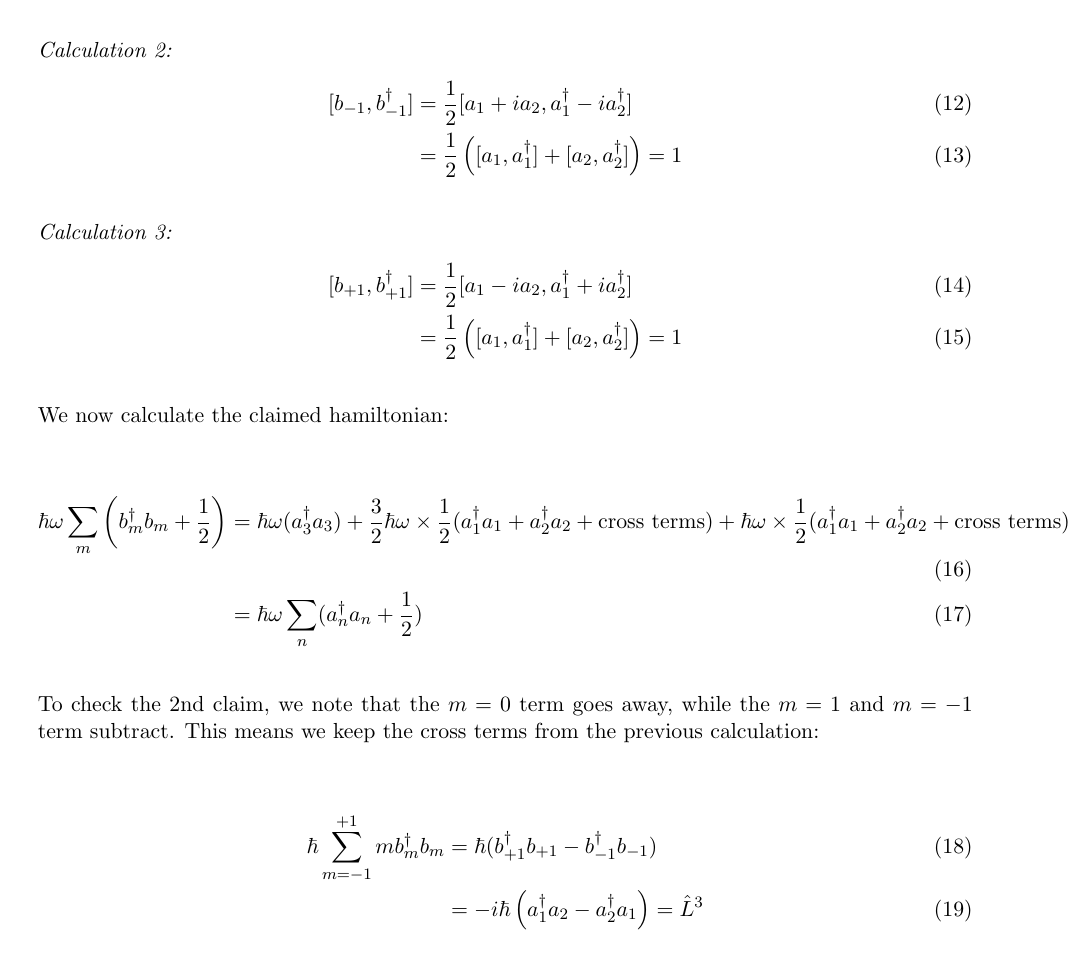 Calculation 2:
$[b_{-1}, b_{-1}^{\dagger}] = \frac{1}{2}[a_1 + ia_2, a_1^{\dagger} - ia_2^{\dagger}]$ (12)
$= \frac{1}{2}\left([a_1, a_1^{\dagger}] + [a_2, a_2^{\dagger}]\right) = 1$ (13)
Calculation 3:
$[b_{+1}, b_{+1}^{\dagger}] = \frac{1}{2}[a_1 - ia_2, a_1^{\dagger} + ia_2^{\dagger}]$ (14)
$= \frac{1}{2}\left([a_1, a_1^{\dagger}] + [a_2, a_2^{\dagger}]\right) = 1$ (15)
We now calculate the claimed hamiltonian:
$\hbar\omega \sum_m \left(b_m^{\dagger} b_m + \frac{1}{2}\right) = \hbar\omega(a_3^{\dagger} a_3) + \frac{3}{2}\hbar\omega \times \frac{1}{2}(a_1^{\dagger} a_1 + a_2^{\dagger} a_2 + \text{cross terms}) + \hbar\omega \times \frac{1}{2}(a_1^{\dagger} a_1 + a_2^{\dagger} a_2 + \text{cross terms})$
(16)
$= \hbar\omega \sum_n (a_n^{\dagger} a_n + \frac{1}{2})$ (17)
To check the 2nd claim, we note that the $m = 0$ term goes away, while the $m = 1$ and $m = -1$
term subtract. This means we keep the cross terms from the previous calculation:
$\hbar \sum_{m=-1}^{+1} m b_m^{\dagger} b_m = \hbar(b_{+1}^{\dagger} b_{+1} - b_{-1}^{\dagger} b_{-1})$ (18)
$= -i\hbar \left(a_1^{\dagger} a_2 - a_2^{\dagger} a_1\right) = \hat{L}^3$ (19)